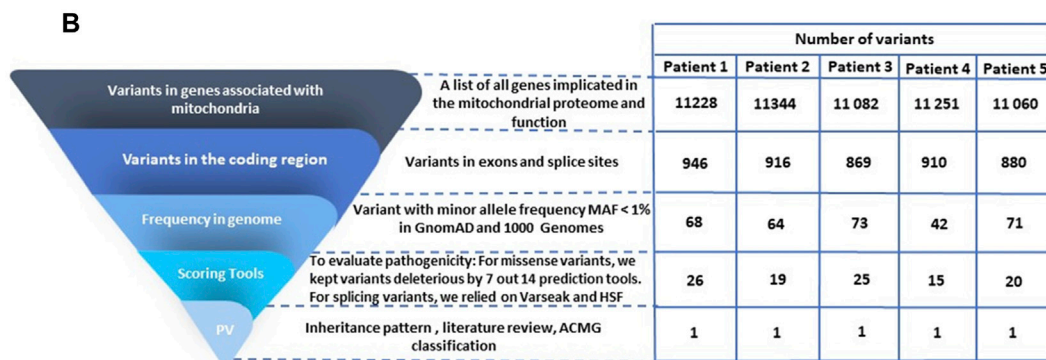 B
Number of variants
Patient 1 Patient 2 Patient 3 Patient 4 Patient 5
Variants in genes associated with
mitochondria
A list of all genes implicated
in the mitochondrial proteome and
function
11228 11344 11 082 11 251 11 060
Variants in the coding region
Variants in exons and splice sites
946 916 869 910 880
Frequency in genome
Variant with minor allele frequency MAF < 1%
in GnomAD and 1000 Genomes
68 64 73 42 71
Scoring Tools
To evaluate pathogenicity: For missense variants, we
kept variants deleterious by 7 out 14 prediction tools.
For splicing variants, we relied on Varseak and HSF
26 19 25 15 20
PV
Inheritance pattern , literature review, ACMG
classification
1 1 1 1 1